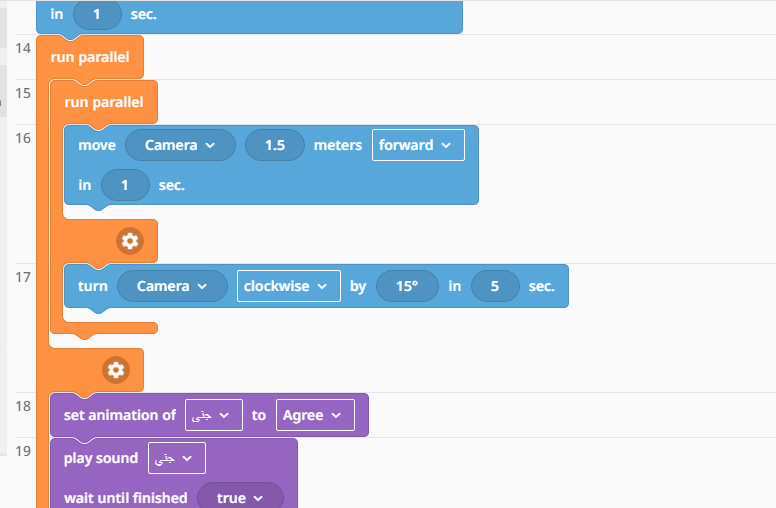 in 1 sec.
14
run parallel
15
run parallel
16
move Camera 1.5 meters forward
in 1 sec.
17
turn Camera clockwise by 15° in 5 sec.
18
set animation of جنی to Agree
19
play sound جنی
wait until finished true